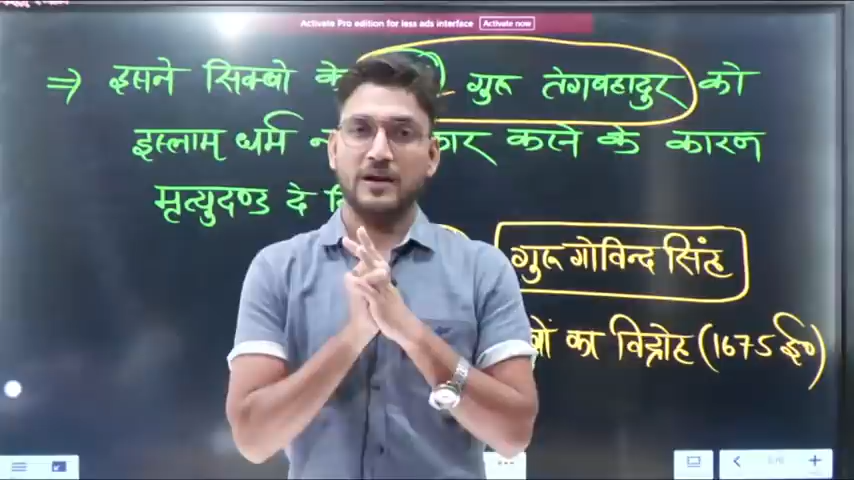 Activate Pro edition for less ads interface Activate now
⇒ इसने सिक्खो के गुरू तेगबहादुर को
इस्लाम धर्म कार करने के कारण
मृत्युदण्ड दे
गुरू गोविन्द सिंह
का विद्रोह (1675 ई०)